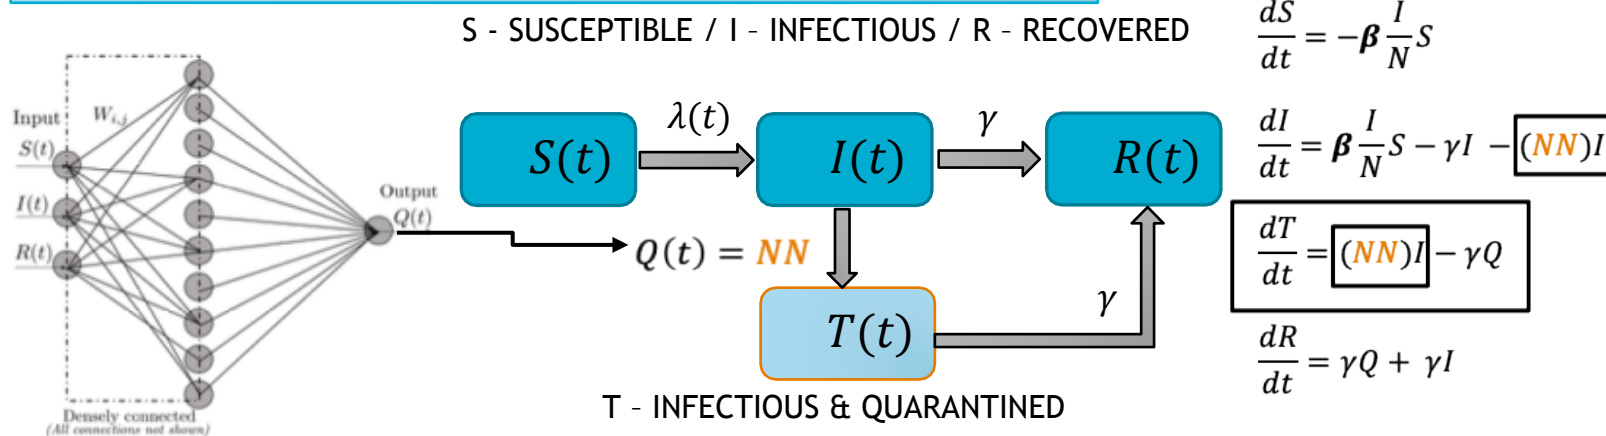 S - SUSCEPTIBLE / I – INFECTIOUS / R – RECOVERED
Input
S(t)
I(t)
R(t)
W_{i,j}
Output
Q(t)
Densely connected
(All connections not shown)
Q(t) = NN
S(t)
λ(t)
I(t)
γ
R(t)
T(t)
γ
T – INFECTIOUS & QUARANTINED
dS/dt = −β I/N S
dI/dt = β I/N S − γI − (NN)I
dT/dt = (NN)I − γQ
dR/dt = γQ + γI